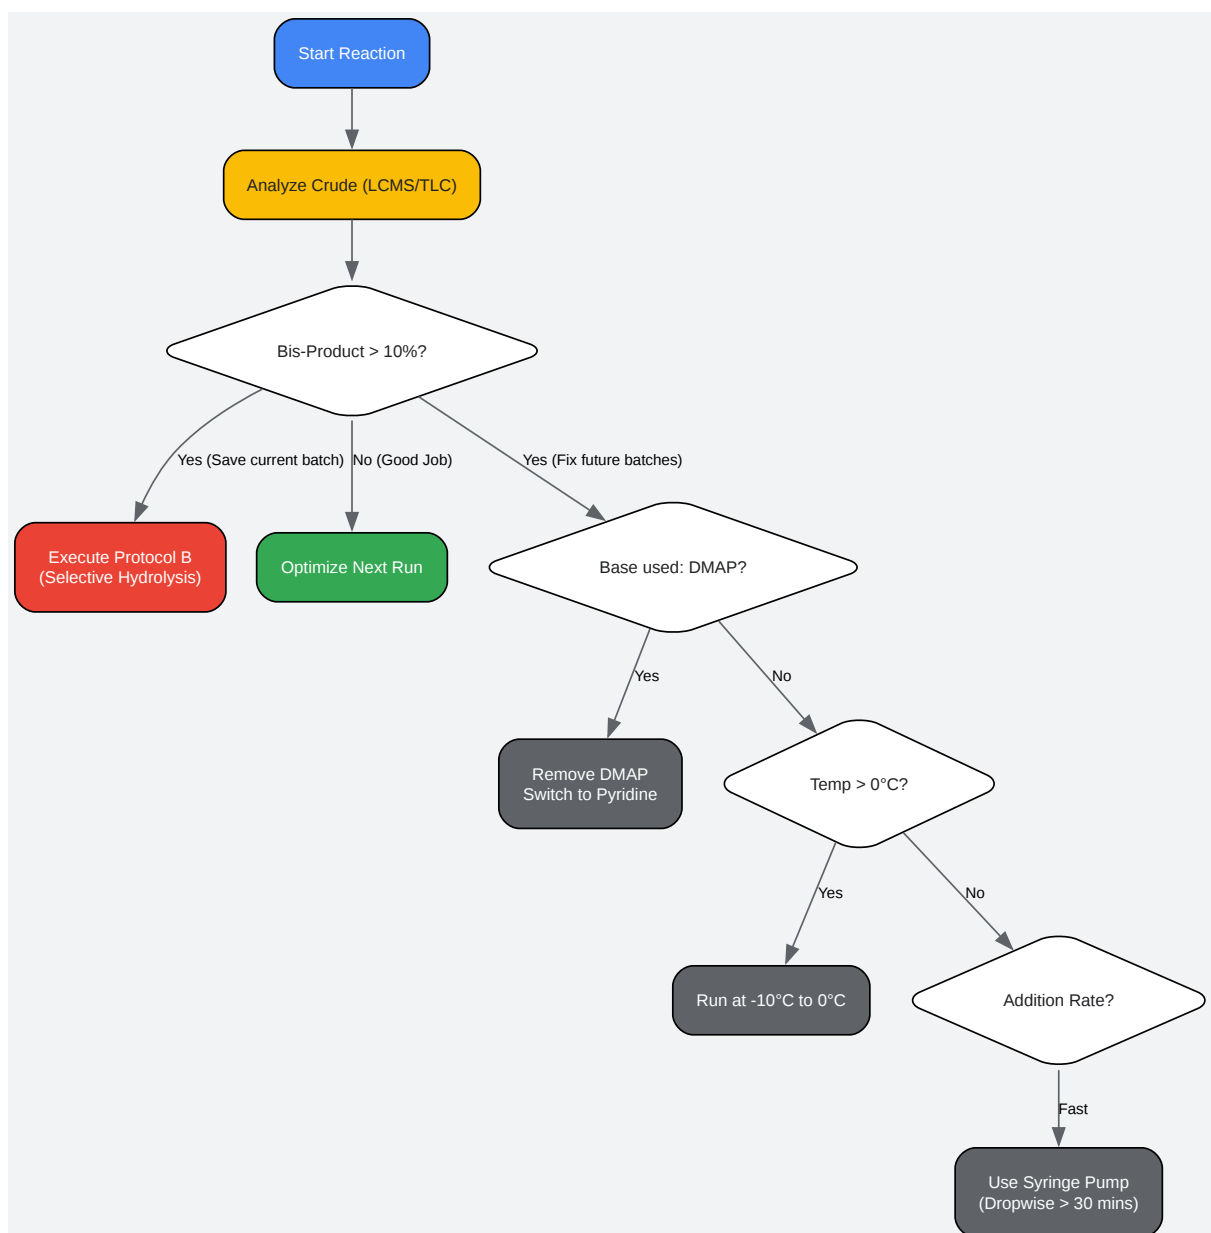 Start Reaction
Analyze Crude (LCMS/TLC)
Bis-Product > 10%?
Yes (Save current batch)
No (Good Job)
Yes (Fix future batches)
Execute Protocol B
(Selective Hydrolysis)
Optimize Next Run
Base used: DMAP?
Yes
No
Remove DMAP
Switch to Pyridine
Temp > 0°C?
Yes
No
Run at -10°C to 0°C
Addition Rate?
Fast
Use Syringe Pump
(Dropwise > 30 mins)